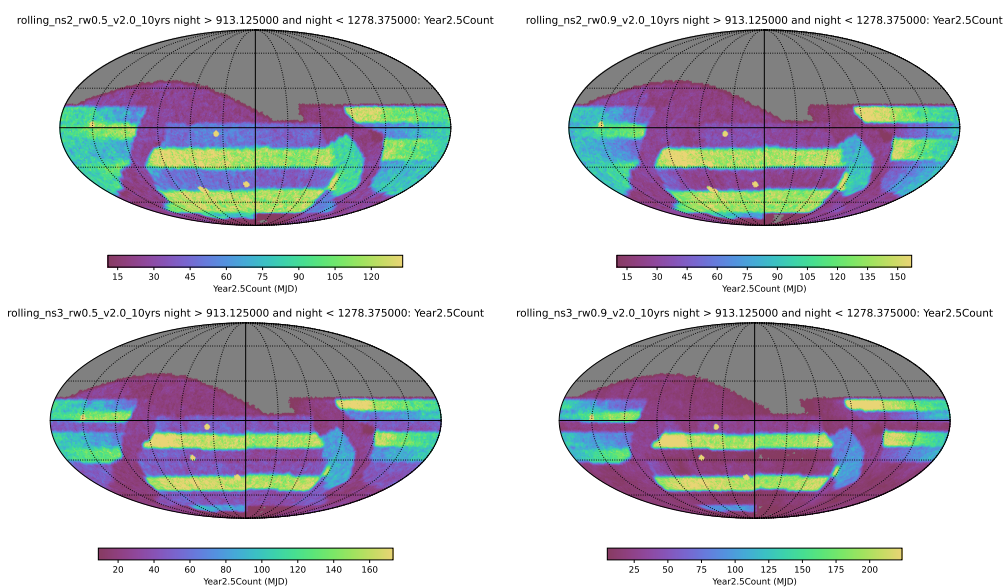 rolling_ns2_rw0.5_v2.0_10yrs night > 913.125000 and night < 1278.375000: Year2.5Count
15 30 45 60 75 90 105 120
Year2.5Count (MJD)
rolling_ns2_rw0.9_v2.0_10yrs night > 913.125000 and night < 1278.375000: Year2.5Count
15 30 45 60 75 90 105 120 135 150
Year2.5Count (MJD)
rolling_ns3_rw0.5_v2.0_10yrs night > 913.125000 and night < 1278.375000: Year2.5Count
20 40 60 80 100 120 140 160
Year2.5Count (MJD)
rolling_ns3_rw0.9_v2.0_10yrs night > 913.125000 and night < 1278.375000: Year2.5Count
25 50 75 100 125 150 175 200
Year2.5Count (MJD)